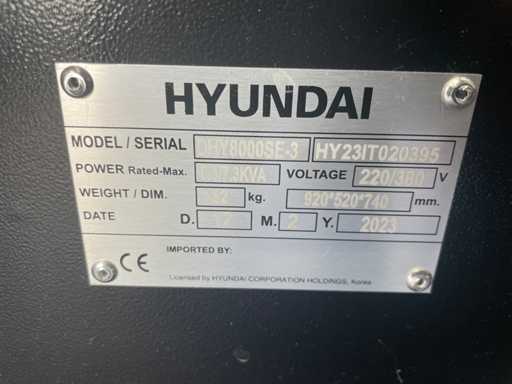 HYUNDAI
MODEL / SERIAL DHY8000SE-3 HY23IT020395
POWER Rated-Max. VOLTAGE 220/380 V
WEIGHT / DIM. kg. 920*520*740 mm.
DATE D. 12 M. 2 Y. 2023
CE IMPORTED BY:
Licensed by HYUNDAI CORPORATION HOLDINGS, Korea